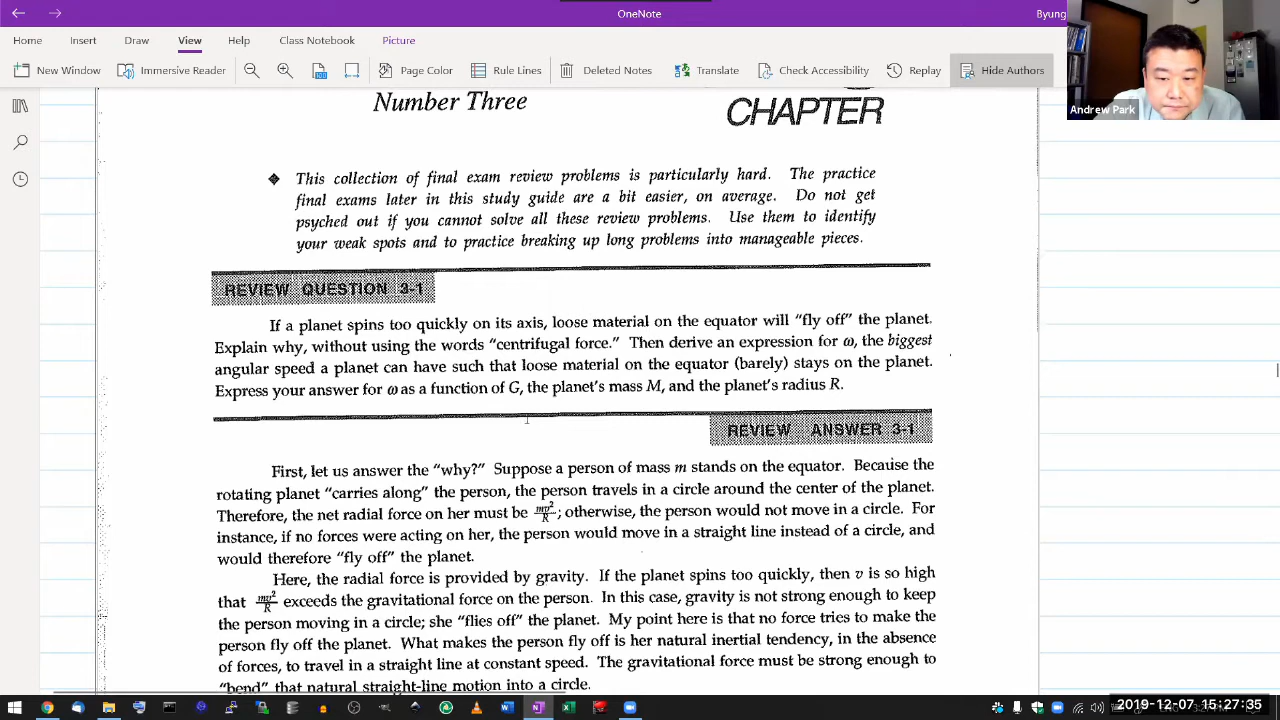 OneNote
Byung
Home Insert Draw View Help Class Notebook Picture
New Window Immersive Reader Page Color Rule Lines Deleted Notes Translate Check Accessibility Replay Hide Authors
Andrew Park
Number Three
CHAPTER
This collection of final exam review problems is particularly hard. The practice
final exams later in this study guide are a bit easier, on average. Do not get
psyched out if you cannot solve all these review problems. Use them to identify
your weak spots and to practice breaking up long problems into manageable pieces.
REVIEW QUESTION 3-1
If a planet spins too quickly on its axis, loose material on the equator will “fly off” the planet.
Explain why, without using the words “centrifugal force.” Then derive an expression for ω, the biggest
angular speed a planet can have such that loose material on the equator (barely) stays on the planet.
Express your answer for ω as a function of G, the planet's mass M, and the planet's radius R.
REVIEW ANSWER 3-1
First, let us answer the “why?” Suppose a person of mass m stands on the equator. Because the
rotating planet “carries along” the person, the person travels in a circle around the center of the planet.
Therefore, the net radial force on her must be mv²/R; otherwise, the person would not move in a circle. For
instance, if no forces were acting on her, the person would move in a straight line instead of a circle, and
would therefore “fly off” the planet.
Here, the radial force is provided by gravity. If the planet spins too quickly, then v is so high
that mv²/R exceeds the gravitational force on the person. In this case, gravity is not strong enough to keep
the person moving in a circle; she “flies off” the planet. My point here is that no force tries to make the
person fly off the planet. What makes the person fly off is her natural inertial tendency, in the absence
of forces, to travel in a straight line at constant speed. The gravitational force must be strong enough to
“bend” that natural straight-line motion into a circle.
2019-12-07 15:27:35